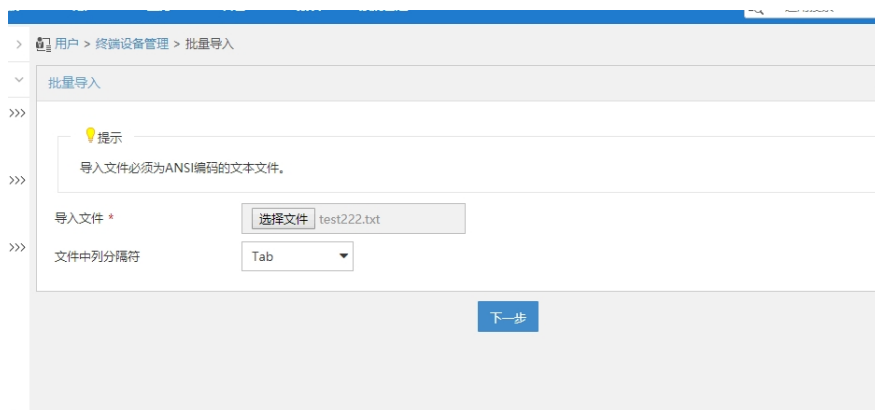 用户 > 终端设备管理 > 批量导入
批量导入
提示
导入文件必须为ANSI编码的文本文件。
导入文件 *
选择文件 test222.txt
文件中列分隔符
Tab
下一步